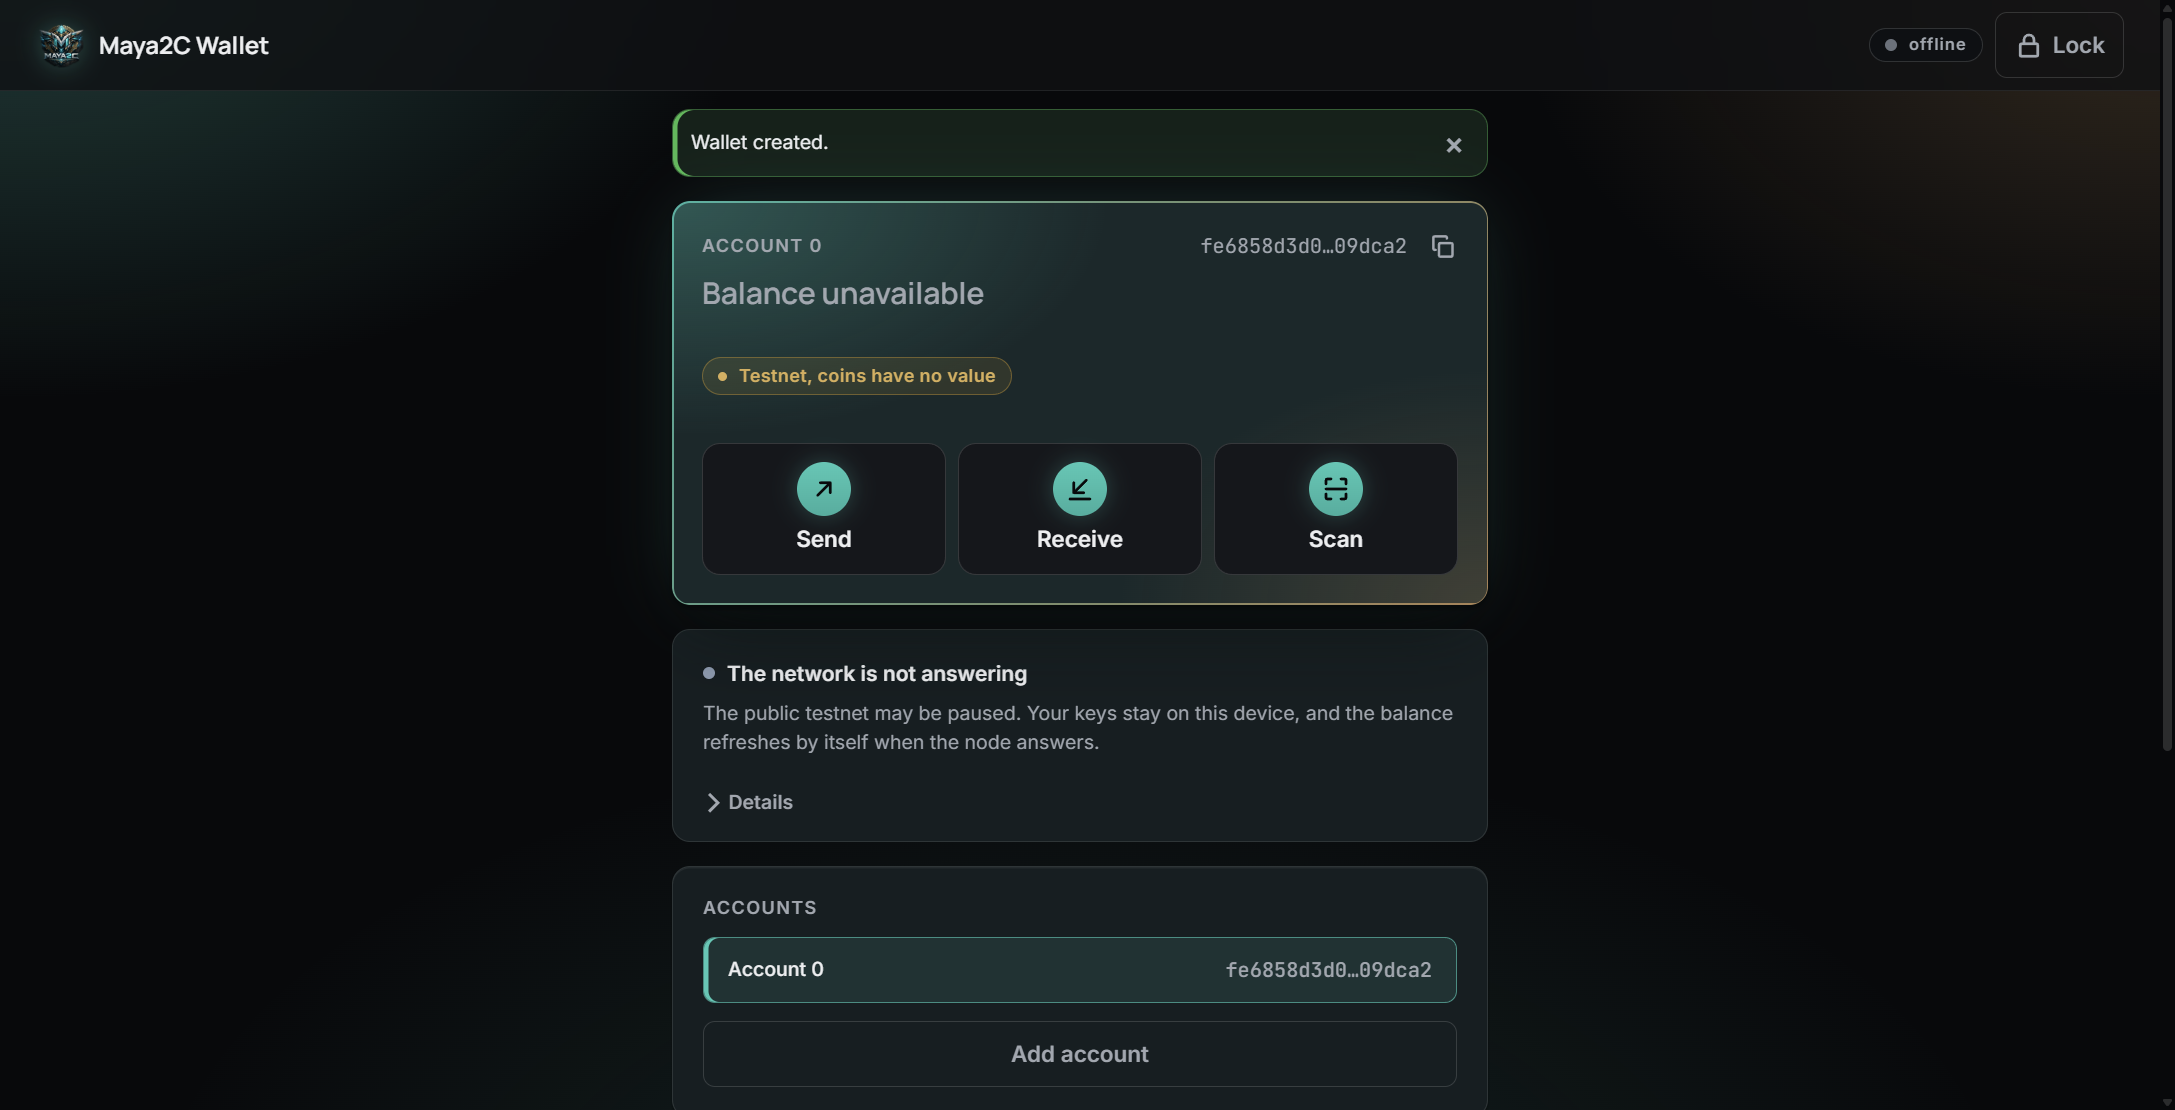 MAYA2C
Maya2C Wallet
offline
Lock
Wallet created.
ACCOUNT 0
fe6858d3d0…09dca2
Balance unavailable
Testnet, coins have no value
Send
Receive
Scan
The network is not answering
The public testnet may be paused. Your keys stay on this device, and the balance
refreshes by itself when the node answers.
Details
ACCOUNTS
Account 0
fe6858d3d0…09dca2
Add account